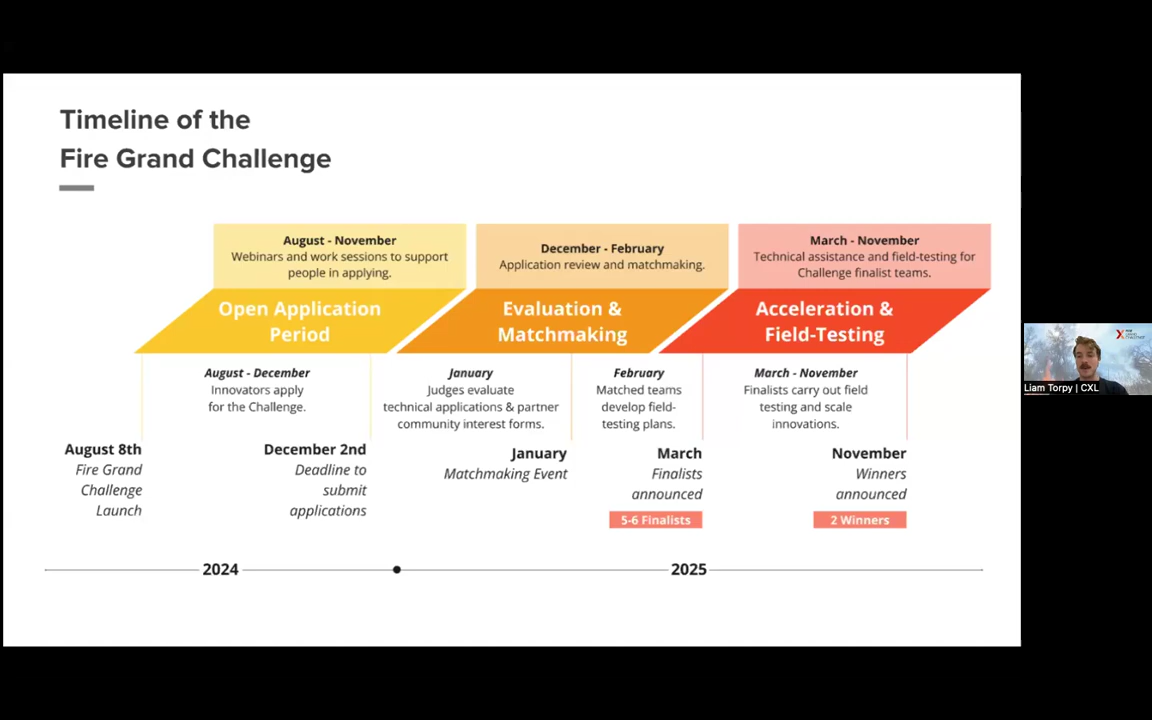 Timeline of the
Fire Grand Challenge
August - November
Webinars and work sessions to support
people in applying.
December - February
Application review and matchmaking.
March - November
Technical assistance and field-testing for
Challenge finalist teams.
Open Application
Period
Evaluation &
Matchmaking
Acceleration &
Field-Testing
August - December
Innovators apply
for the Challenge.
January
Judges evaluate
technical applications & partner
community interest forms.
February
Matched teams
develop field-
testing plans.
March - November
Finalists carry out field
testing and scale
innovations.
August 8th
Fire Grand
Challenge
Launch
December 2nd
Deadline to
submit
applications
January
Matchmaking Event
March
Finalists
announced
5-6 Finalists
November
Winners
announced
2 Winners
2024
2025
Liam Torpy | CXL